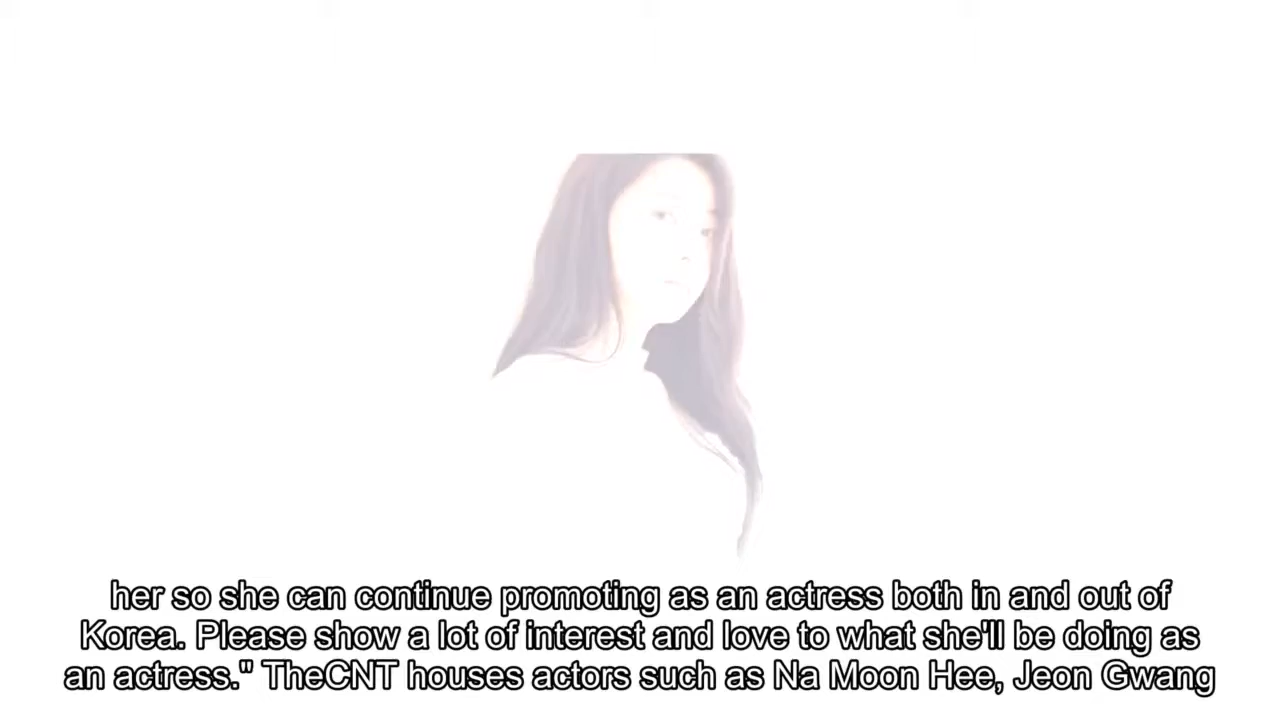 her so she can continue promoting as an actress both in and out of
Korea. Please show a lot of interest and love to what she'll be doing as
an actress." TheCNT houses actors such as Na Moon Hee, Jeon Gwang